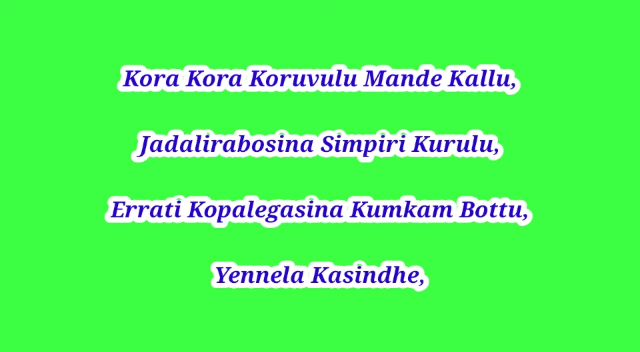 Kora Kora Koruvulu Mande Kallu,
Jadalirabosina Simpiri Kurulu,
Errati Kopalegasina Kumkam Bottu,
Yennela Kasindhe,